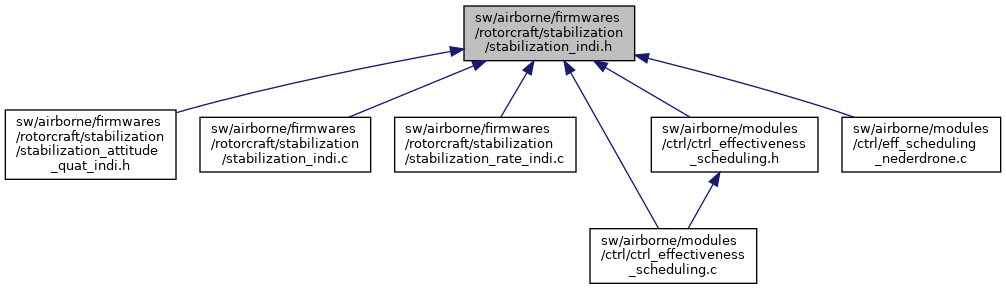 sw/airborne/firmwares
/rotorcraft/stabilization
/stabilization_indi.h
sw/airborne/firmwares
/rotorcraft/stabilization
/stabilization_attitude
_quat_indi.h
sw/airborne/firmwares
/rotorcraft/stabilization
/stabilization_indi.c
sw/airborne/firmwares
/rotorcraft/stabilization
/stabilization_rate_indi.c
sw/airborne/modules
/ctrl/ctrl_effectiveness
_scheduling.h
sw/airborne/modules
/ctrl/eff_scheduling
_nederdrone.c
sw/airborne/modules
/ctrl/ctrl_effectiveness
_scheduling.c